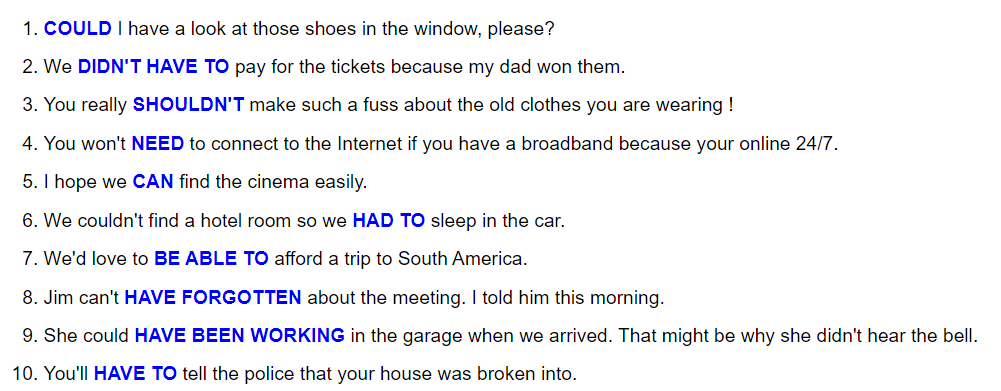 1. COULD I have a look at those shoes in the window, please?
2. We DIDN'T HAVE TO pay for the tickets because my dad won them.
3. You really SHOULDN'T make such a fuss about the old clothes you are wearing !
4. You won't NEED to connect to the Internet if you have a broadband because your online 24/7.
5. I hope we CAN find the cinema easily.
6. We couldn't find a hotel room so we HAD TO sleep in the car.
7. We'd love to BE ABLE TO afford a trip to South America.
8. Jim can't HAVE FORGOTTEN about the meeting. I told him this morning.
9. She could HAVE BEEN WORKING in the garage when we arrived. That might be why she didn't hear the bell.
10. You'll HAVE TO tell the police that your house was broken into.